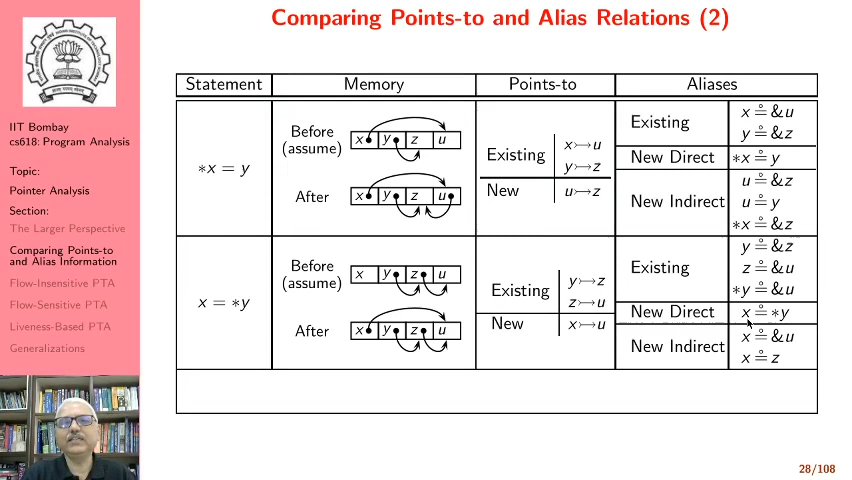 Comparing Points-to and Alias Relations (2)
IIT Bombay
cs618: Program Analysis
Topic:
Pointer Analysis
Section:
The Larger Perspective
Comparing Points-to
and Alias Information
Flow-Insensitive PTA
Flow-Sensitive PTA
Liveness-Based PTA
Generalizations
Statement Memory Points-to Aliases
∗x = y
Before
(assume)
x y z u
After
x y z u
Existing
x↣u
y↣z
New
u↣z
Existing
x ≗ &u
y ≗ &z
New Direct
∗x ≗ y
New Indirect
u ≗ &z
u ≗ y
∗x ≗ &z
x = ∗y
Before
(assume)
x y z u
After
x y z u
Existing
y↣z
z↣u
New
x↣u
Existing
y ≗ &z
z ≗ &u
∗y ≗ &u
New Direct
x ≗ ∗y
New Indirect
x ≗ &u
x ≗ z
28/108